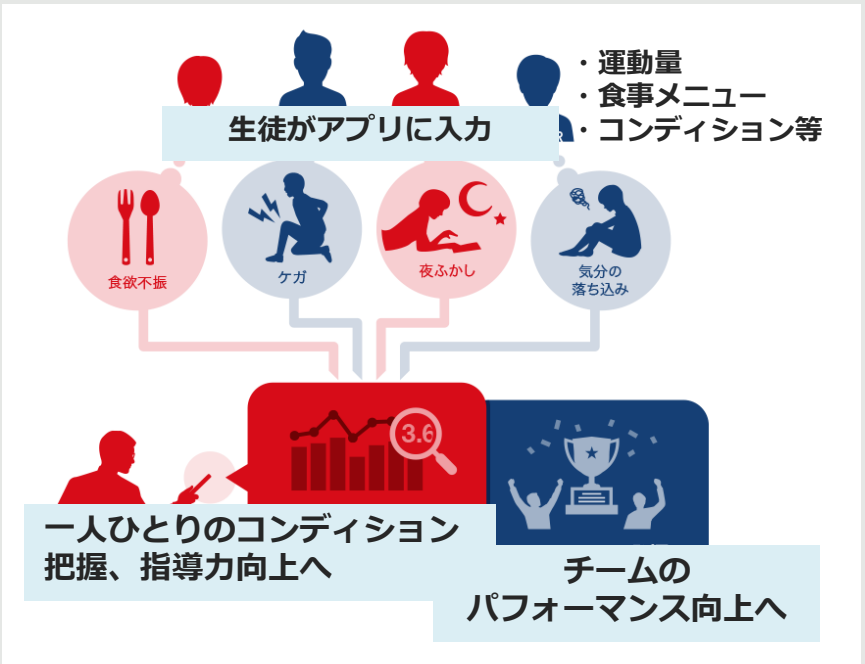 ・運動量
・食事メニュー
・コンディション等
生徒がアプリに入力
食欲不振
ケガ
夜ふかし
気分の
落ち込み
3.6
一人ひとりのコンディション
把握、指導力向上へ
チームの
パフォーマンス向上へ